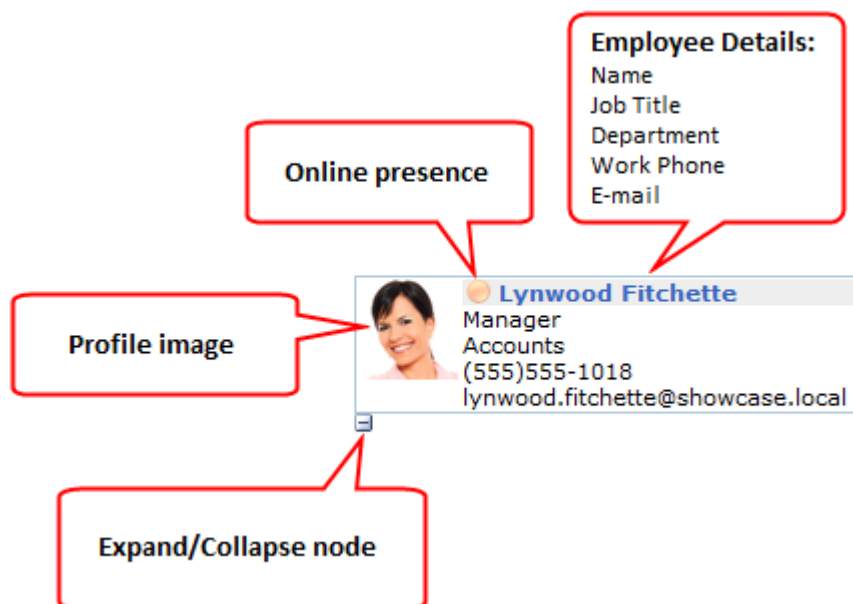 Employee Details:
Name
Job Title
Department
Work Phone
E-mail
Online presence
Lynwood Fitchette
Manager
Accounts
(555)555-1018
lynwood.fitchette@showcase.local
Profile image
Expand/Collapse node